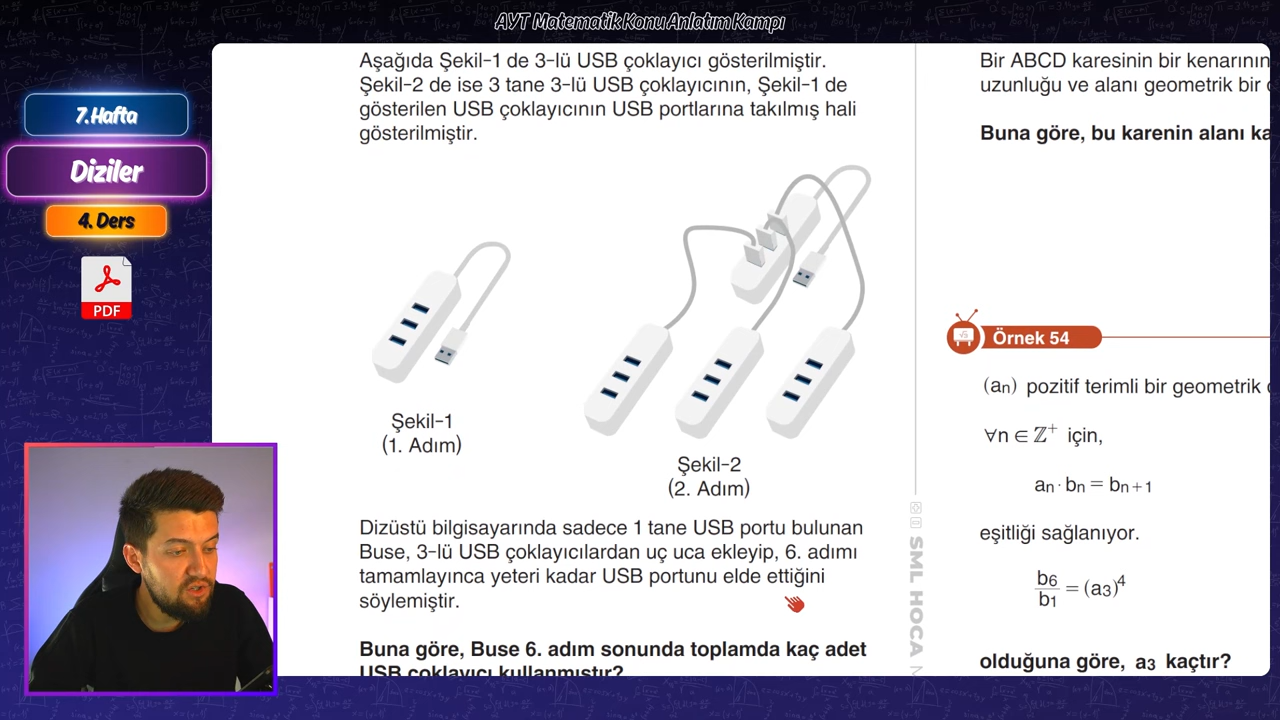 AYT Matematik Konu Anlatım Kampı
7. Hafta
Diziler
4. Ders
PDF
Aşağıda Şekil-1 de 3-lü USB çoklayıcı gösterilmiştir.
Şekil-2 de ise 3 tane 3-lü USB çoklayıcının, Şekil-1 de
gösterilen USB çoklayıcının USB portlarına takılmış hali
gösterilmiştir.
Şekil-1
(1. Adım)
Şekil-2
(2. Adım)
Dizüstü bilgisayarında sadece 1 tane USB portu bulunan
Buse, 3-lü USB çoklayıcılardan uç uca ekleyip, 6. adımı
tamamlayınca yeteri kadar USB portunu elde ettiğini
söylemiştir.
Buna göre, Buse 6. adım sonunda toplamda kaç adet
USB çoklayıcı kullanmıştır?
SML HOCA
Bir ABCD karesinin bir kenarının
uzunluğu ve alanı geometrik bir
Buna göre, bu karenin alanı ka
Örnek 54
(aₙ) pozitif terimli bir geometrik
∀n ∈ ℤ⁺ için,
aₙ · bₙ = bₙ₊₁
eşitliği sağlanıyor.
b₆/b₁ = (a₃)⁴
olduğuna göre, a₃ kaçtır?